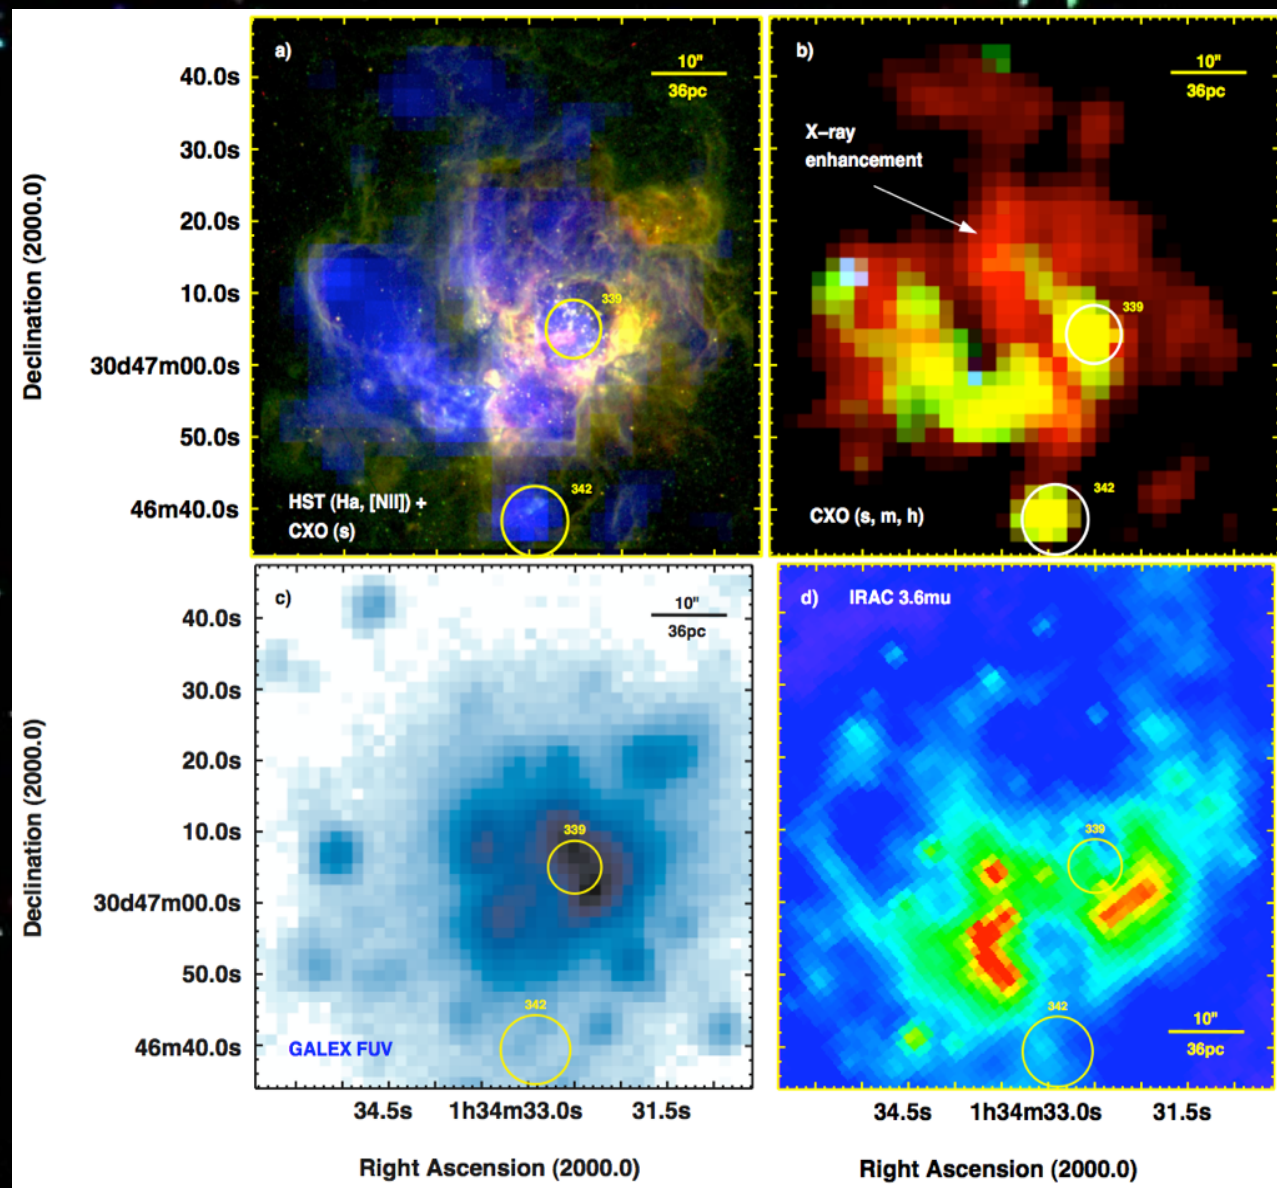 a)
10"
36pc
339
342
HST (Ha, [NII]) +
CXO (s)
b)
10"
36pc
X-ray
enhancement
339
342
CXO (s, m, h)
40.0s
30.0s
20.0s
10.0s
30d47m00.0s
50.0s
46m40.0s
Declination (2000.0)
c)
10"
36pc
339
342
GALEX FUV
d)
IRAC 3.6mu
339
342
10"
36pc
40.0s
30.0s
20.0s
10.0s
30d47m00.0s
50.0s
46m40.0s
Declination (2000.0)
34.5s
1h34m33.0s
31.5s
34.5s
1h34m33.0s
31.5s
Right Ascension (2000.0)
Right Ascension (2000.0)